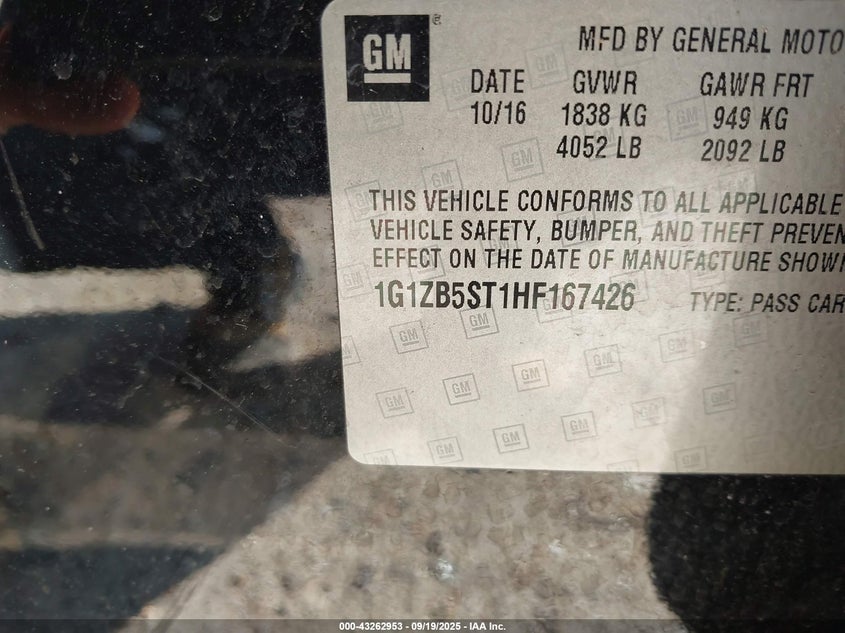 GM
MFD BY GENERAL MOTO
DATE GVWR GAWR FRT
10/16 1838 KG 949 KG
4052 LB 2092 LB
THIS VEHICLE CONFORMS TO ALL APPLICABLE
VEHICLE SAFETY, BUMPER, AND THEFT PREVEN
EFFECT ON THE DATE OF MANUFACTURE SHOWN
1G1ZB5ST1HF167426 TYPE: PASS CAR
000-43262953 - 09/19/2025 - IAA Inc.